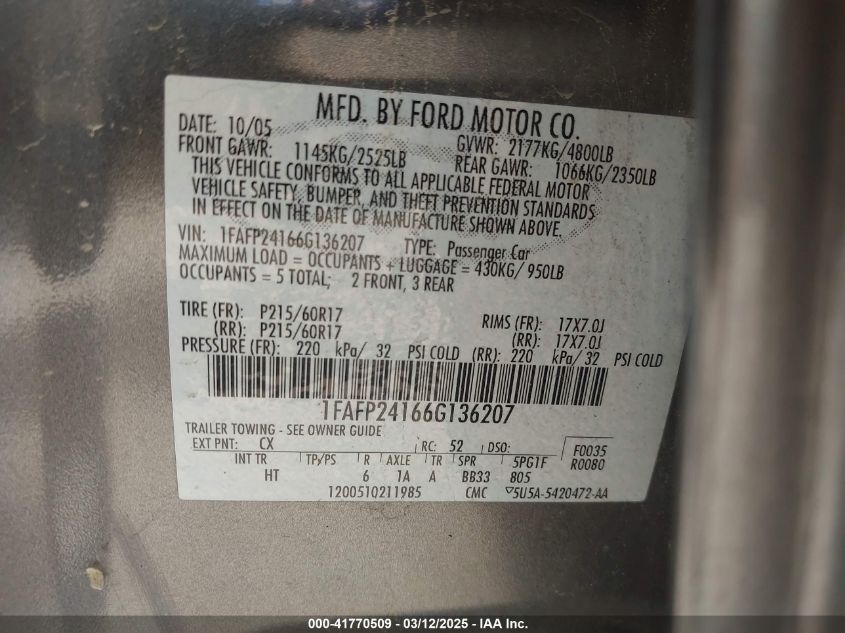 MFD. BY FORD MOTOR CO.
DATE: 10/05 GVWR: 2177KG/4800LB
FRONT GAWR: 1145KG/2525LB REAR GAWR: 1066KG/2350LB
THIS VEHICLE CONFORMS TO ALL APPLICABLE FEDERAL MOTOR
VEHICLE SAFETY, BUMPER, AND THEFT PREVENTION STANDARDS
IN EFFECT ON THE DATE OF MANUFACTURE SHOWN ABOVE.
VIN: 1FAFP24166G136207 TYPE: Passenger Car
MAXIMUM LOAD = OCCUPANTS + LUGGAGE = 430KG/ 950LB
OCCUPANTS = 5 TOTAL; 2 FRONT, 3 REAR
TIRE (FR): P215/60R17 RIMS (FR): 17X7.0J
(RR): P215/60R17 (RR): 17X7.0J
PRESSURE (FR): 220 kPa/ 32 PSI COLD (RR): 220 kPa/ 32 PSI COLD
1FAFP24166G136207
TRAILER TOWING - SEE OWNER GUIDE
EXT PNT: CX RC: 52 DSO: F0035
INT TR TP/PS R AXLE TR SPR 5PG1F R0080
HT 6 1A A BB33 805
1200510211985 CMC 5U5A-5420472-AA
000-41770509 - 03/12/2025 - IAA Inc.